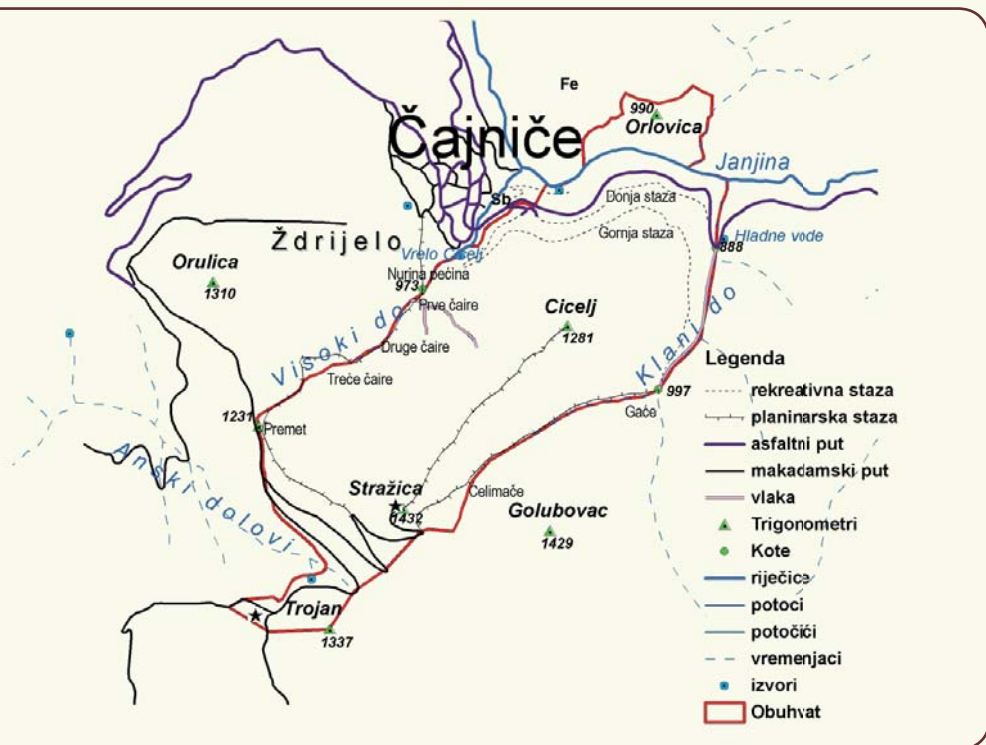 Fe
990
Orlovica
Čajniče
Janjina
Sb
Donja staza
Gornja staza
Hladne vode
888
Ždrijelo
Vrelo Cicelj
Orulica
1310
Nurina pećina
973
Prve čaire
Visoki do
Druge čaire
Treće čaire
Cicelj
1281
Klani do
997
Gaće
1231
Premet
Anski dolovi
Stražica
1432
Celimače
Golubovac
1429
Trojan
1337
Legenda
rekreativna staza
planinarska staza
asfaltni put
makadamski put
vlaka
Trigonometri
Kote
riječice
potoci
potočići
vremenjaci
izvori
Obuhvat